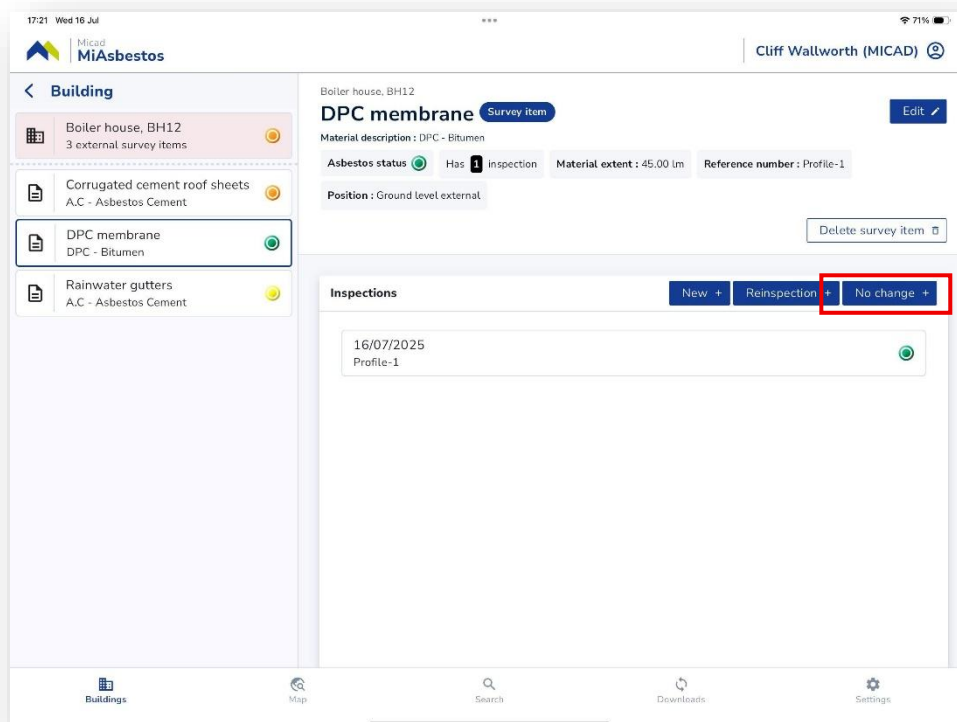 17:21 Wed 16 Jul
71%
Micad
MiAsbestos
Cliff Wallworth (MICAD)
Building
Boiler house, BH12
3 external survey items
Corrugated cement roof sheets
A.C - Asbestos Cement
DPC membrane
DPC - Bitumen
Rainwater gutters
A.C - Asbestos Cement
Boiler house, BH12
DPC membrane Survey item
Edit
Material description : DPC - Bitumen
Asbestos status Has 1 inspection Material extent : 45.00 lm Reference number : Profile-1
Position : Ground level external
Delete survey item
Inspections New + Reinspection + No change +
16/07/2025
Profile-1
Buildings Map Search Downloads Settings